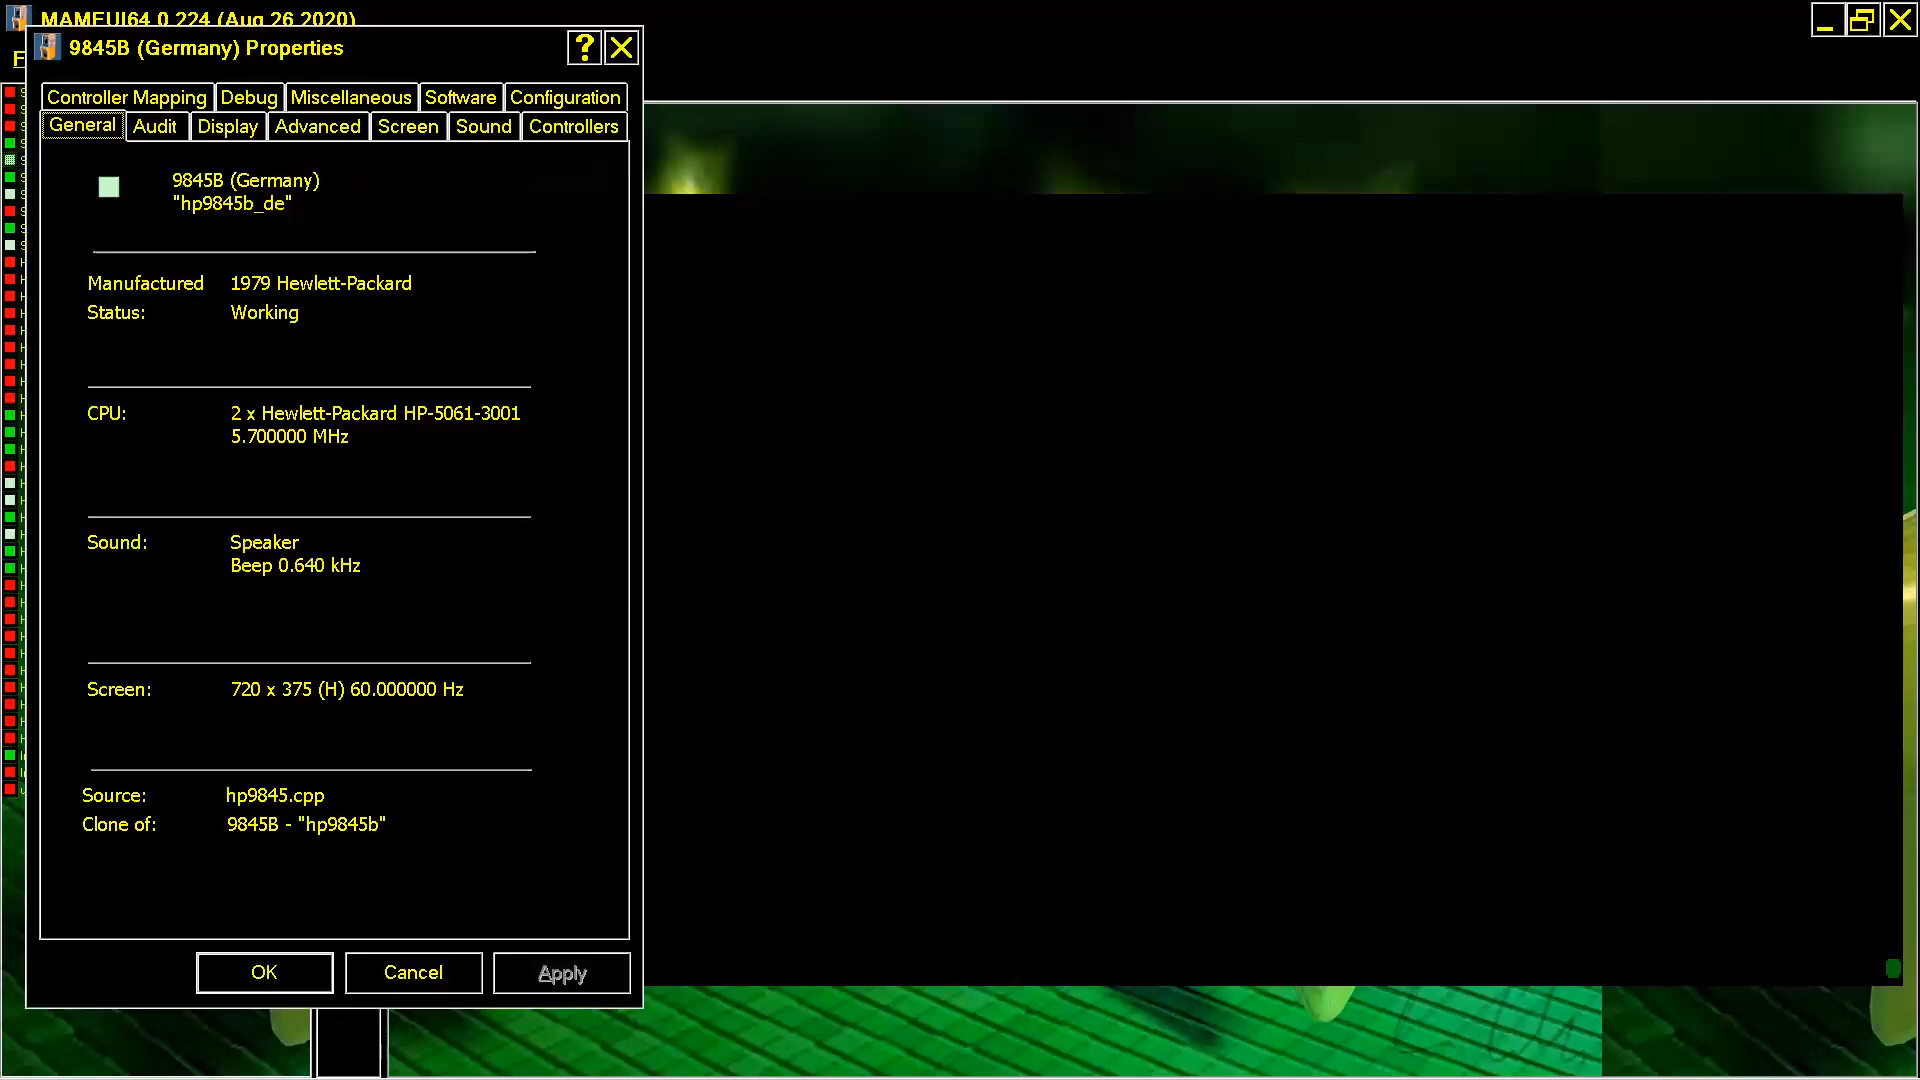 MAMEUI64 0.224 (Aug 26 2020)
9845B (Germany) Properties
Controller Mapping Debug Miscellaneous Software Configuration
General Audit Display Advanced Screen Sound Controllers
9845B (Germany)
"hp9845b_de"
Manufactured 1979 Hewlett-Packard
Status: Working
CPU: 2 x Hewlett-Packard HP-5061-3001
5.700000 MHz
Sound: Speaker
Beep 0.640 kHz
Screen: 720 x 375 (H) 60.000000 Hz
Source: hp9845.cpp
Clone of: 9845B - "hp9845b"
OK Cancel Apply